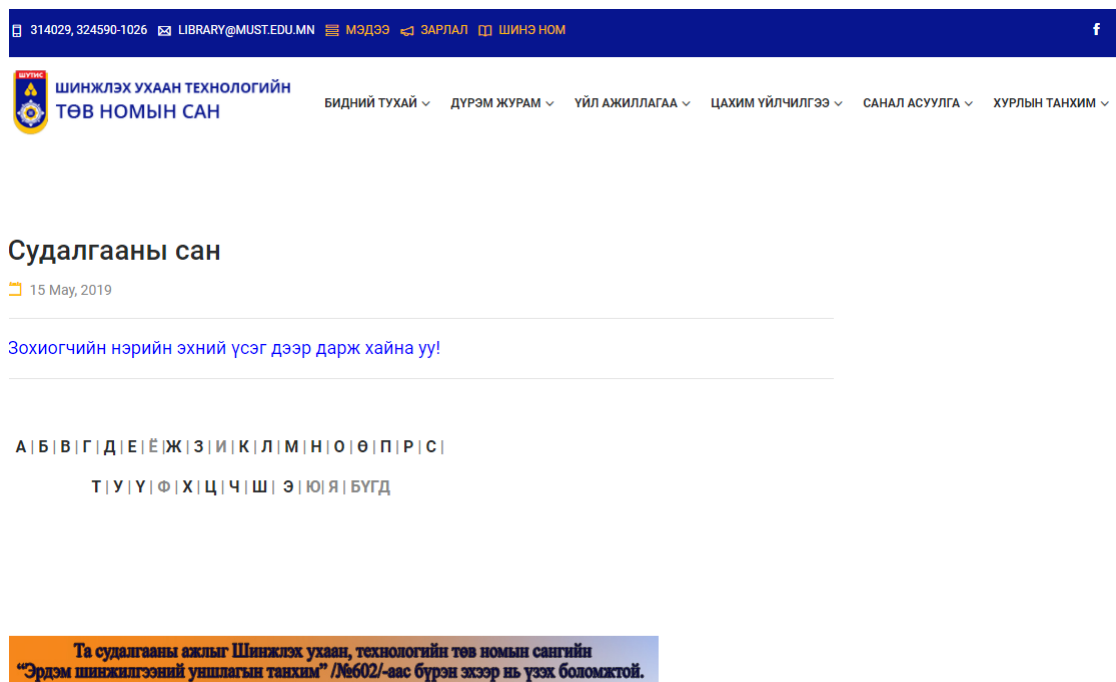 314029, 324590-1026 LIBRARY@MUST.EDU.MN МЭДЭЭ ЗАРЛАЛ ШИНЭ НОМ f
ШУТИС
ШИНЖЛЭХ УХААН ТЕХНОЛОГИЙН
ТӨВ НОМЫН САН
БИДНИЙ ТУХАЙ ДҮРЭМ ЖУРАМ ҮЙЛ АЖИЛЛАГАА ЦАХИМ ҮЙЛЧИЛГЭЭ САНАЛ АСУУЛГА ХУРЛЫН ТАНХИМ
Судалгааны сан
15 May, 2019
Зохиогчийн нэрийн эхний үсэг дээр дарж хайна уу!
А | Б | В | Г | Д | Е | Ё |Ж | З | И | К | Л | М | Н | О | Ө | П | Р | С |
Т | У | Ү | Ф | Х | Ц | Ч | Ш | Э | Ю| Я | БҮГД
Та судалгааны ажлыг Шинжлэх ухаан, технологийн төв номын сангийн
“Эрдэм шинжилгээний уншлагын танхим” /№602/-аас бүрэн эхээр нь үзэх боломжтой.